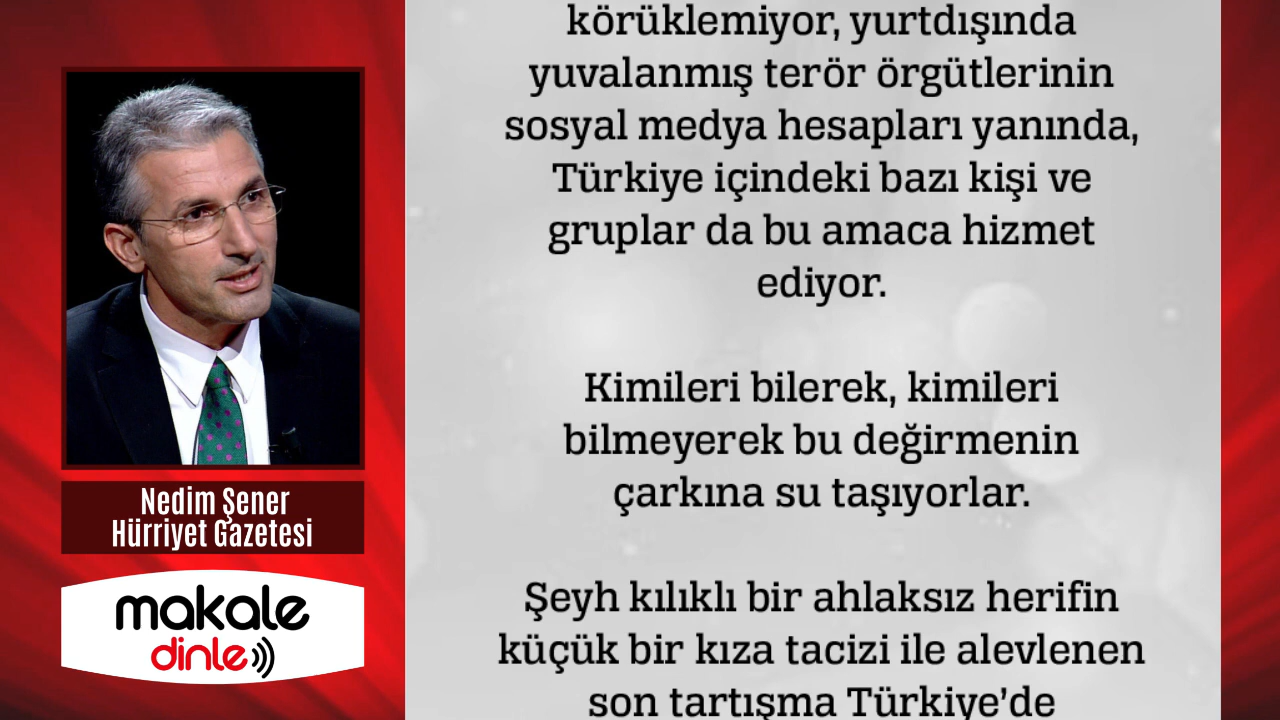 körüklemiyor, yurtdışında
yuvalanmış terör örgütlerinin
sosyal medya hesapları yanında,
Türkiye içindeki bazı kişi ve
gruplar da bu amaca hizmet
ediyor.
Kimileri bilerek, kimileri
bilmeyerek bu değirmenin
çarkına su taşıyorlar.
Şeyh kılıklı bir ahlaksız herifin
küçük bir kıza tacizi ile alevlenen
son tartışma Türkiye’de
Nedim Şener
Hürriyet Gazetesi
makale
dinle